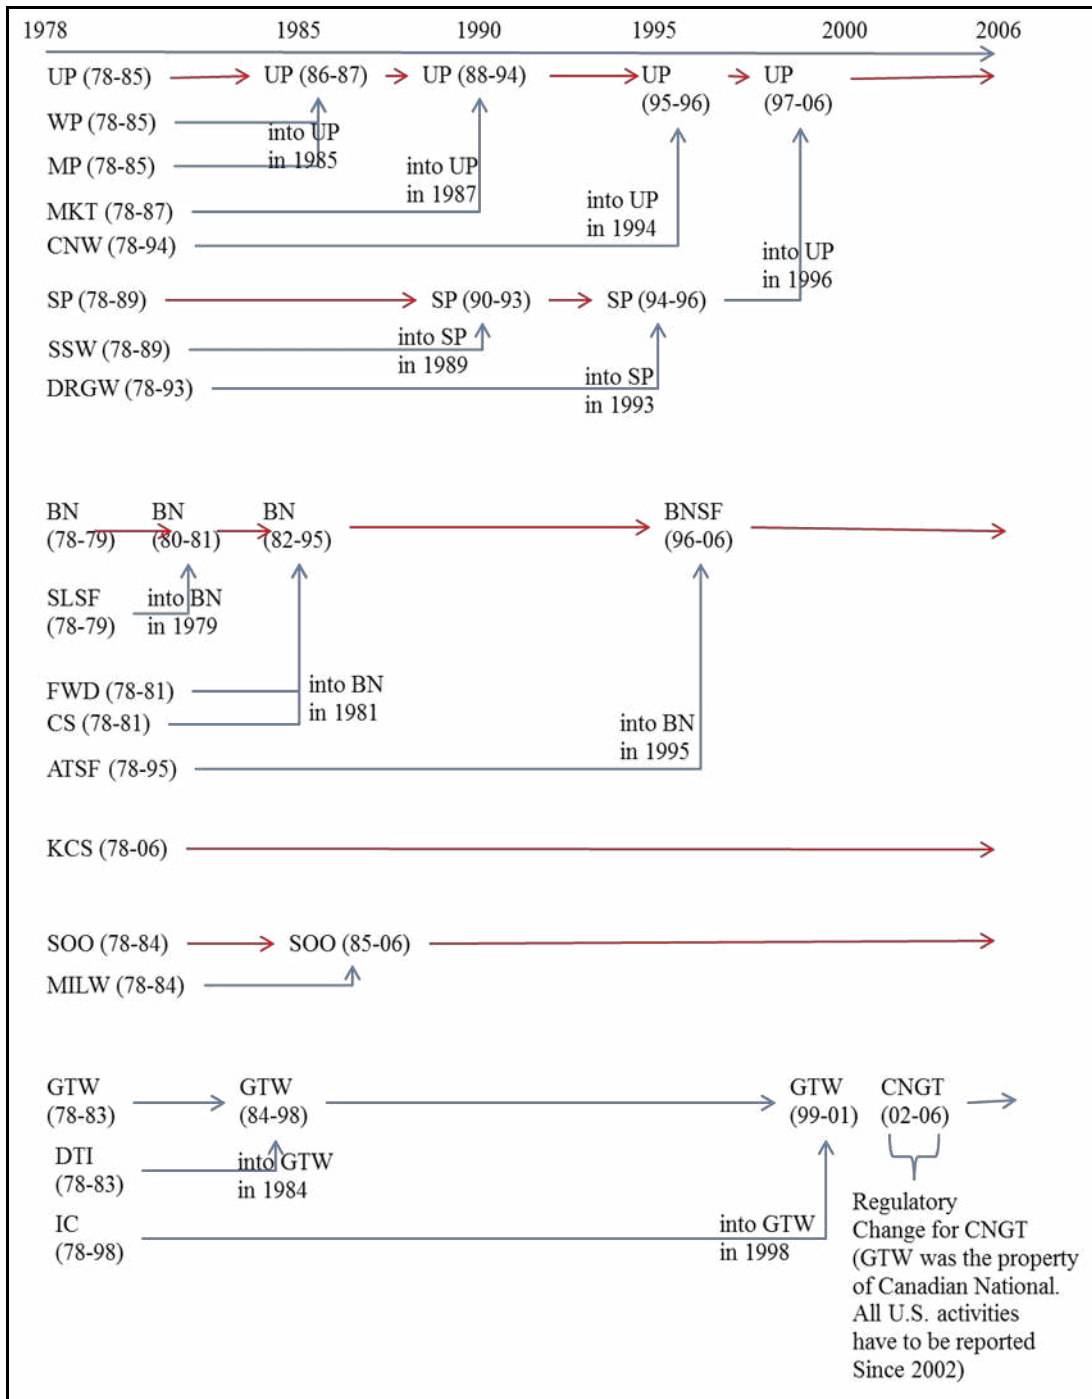 1978 1985 1990 1995 2000 2006
UP (78-85) UP (86-87) UP (88-94) UP UP
(95-96) (97-06)
WP (78-85)
into UP
in 1985
MP (78-85)
into UP
in 1987
MKT (78-87)
into UP
in 1994
CNW (78-94)
into UP
in 1996
SP (78-89) SP (90-93) SP (94-96)
into SP
in 1989
SSW (78-89)
into SP
in 1993
DRGW (78-93)
BN BN BN BNSF
(78-79) (80-81) (82-95) (96-06)
SLSF into BN
(78-79) in 1979
FWD (78-81) into BN
CS (78-81) in 1981
into BN
in 1995
ATSF (78-95)
KCS (78-06)
SOO (78-84) SOO (85-06)
MILW (78-84)
GTW GTW GTW CNGT
(78-83) (84-98) (99-01) (02-06)
DTI into GTW
(78-83) in 1984
IC into GTW
(78-98) in 1998
Regulatory
Change for CNGT
(GTW was the property
of Canadian National.
All U.S. activities
have to be reported
Since 2002)